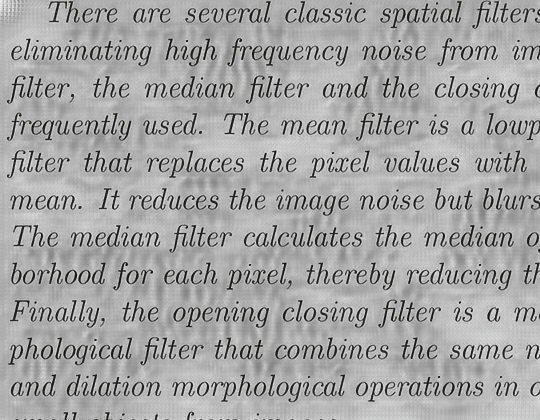 There are several classic spatial filters
eliminating high frequency noise from im
filter, the median filter and the closing o
frequently used. The mean filter is a lowp
filter that replaces the pixel values with
mean. It reduces the image noise but blurs
The median filter calculates the median o
borhood for each pixel, thereby reducing th
Finally, the opening closing filter is a m
phological filter that combines the same n
and dilation morphological operations in o